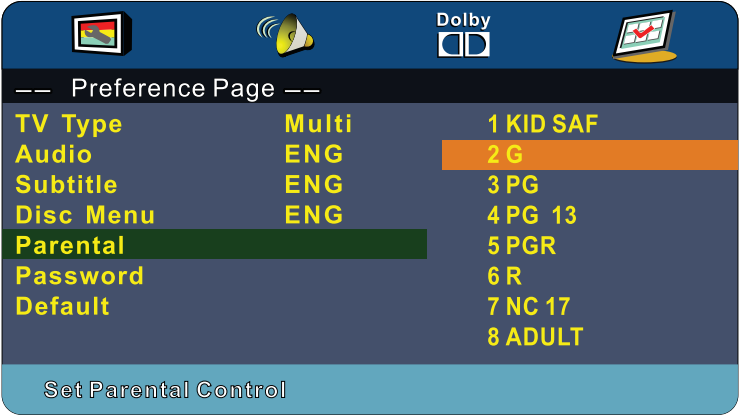 Dolby
-- Preference Page --
TV Type Multi 1 KID SAF
Audio ENG 2 G
Subtitle ENG 3 PG
Disc Menu ENG 4 PG 13
Parental 5 PGR
Password 6 R
Default 7 NC 17
8 ADULT
Set Parental Control